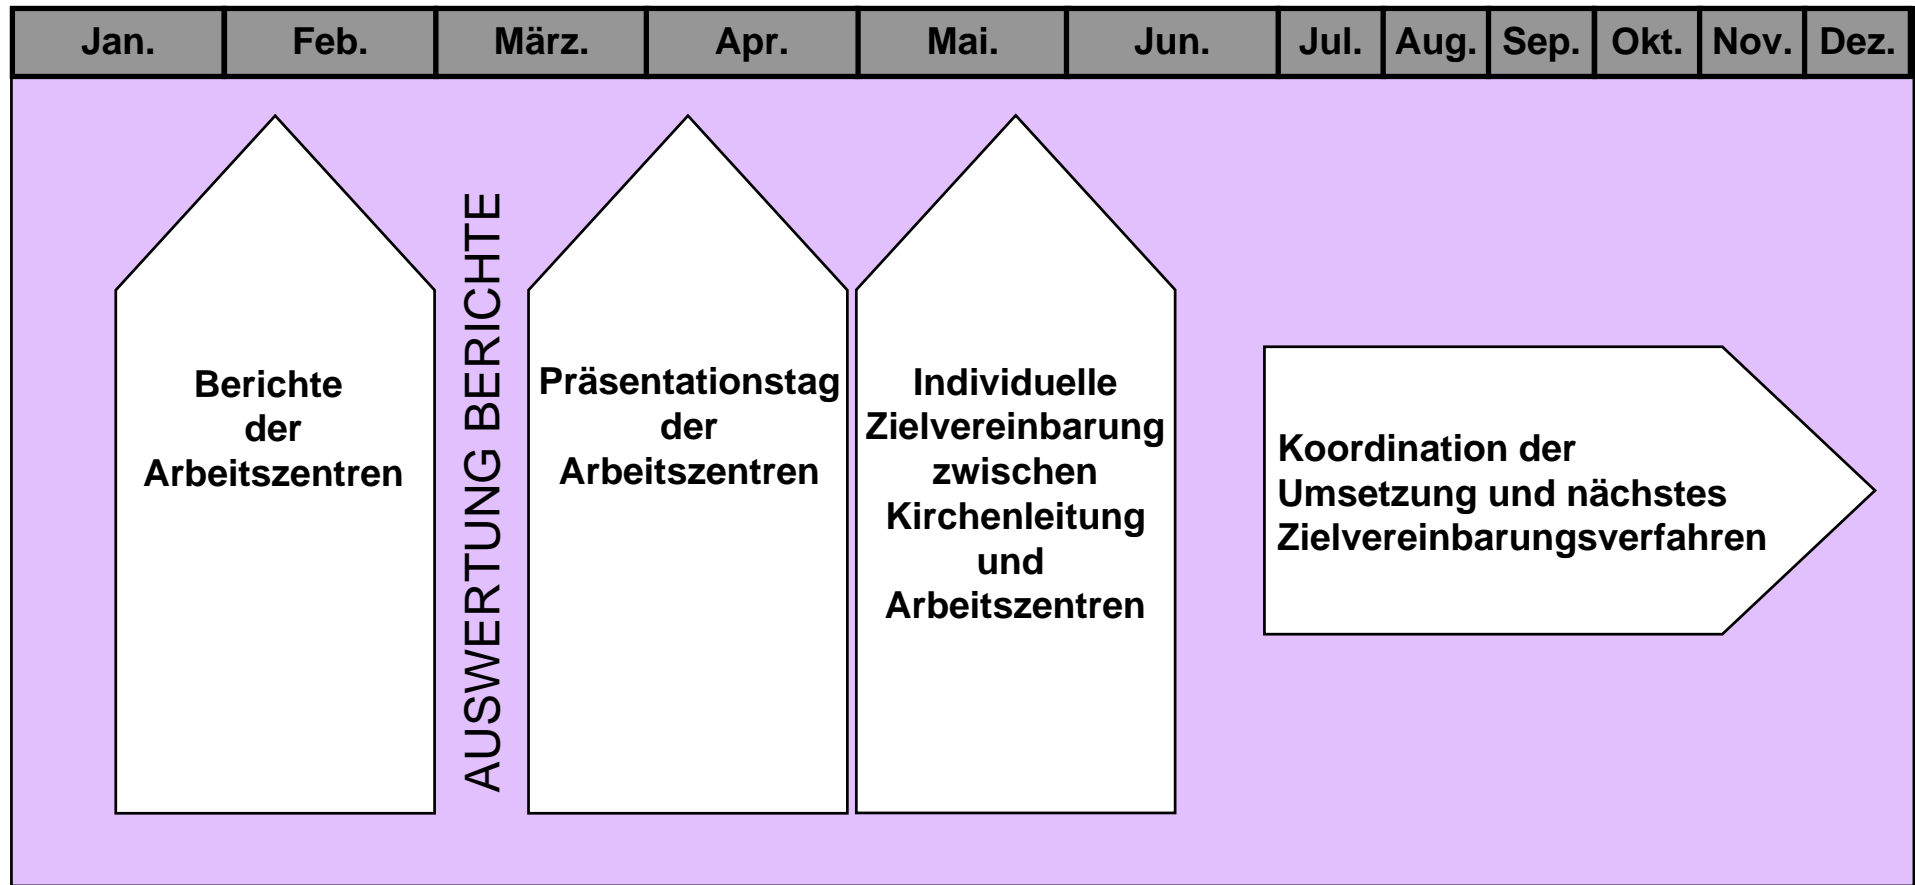 Jan. Feb. März. Apr. Mai. Jun. Jul. Aug. Sep. Okt. Nov. Dez.
Berichte
der
Arbeitszentren
AUSWERTUNG BERICHTE
Präsentationstag
der
Arbeitszentren
Individuelle
Zielvereinbarung
zwischen
Kirchenleitung
und
Arbeitszentren
Koordination der
Umsetzung und nächstes
Zielvereinbarungsverfahren